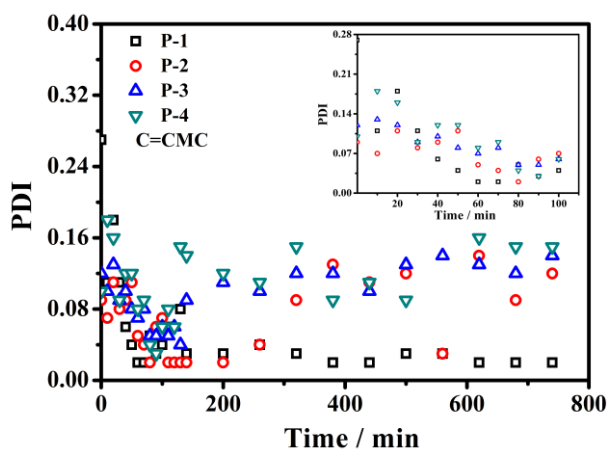 0.40
0.32
0.24
0.16
0.08
0.00
PDI
P-1
P-2
P-3
P-4
C=CMC
0.28
0.21
0.14
0.07
0.00
PDI
0 20 40 60 80 100
Time / min
0 200 400 600 800
Time / min